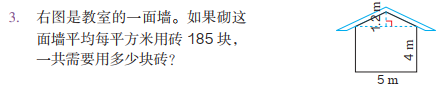 3. 右图是教室的一面墙。如果砌这
面墙平均每平方米用砖 185 块，
一共需要用多少块砖？
1.2 m
4 m
5 m